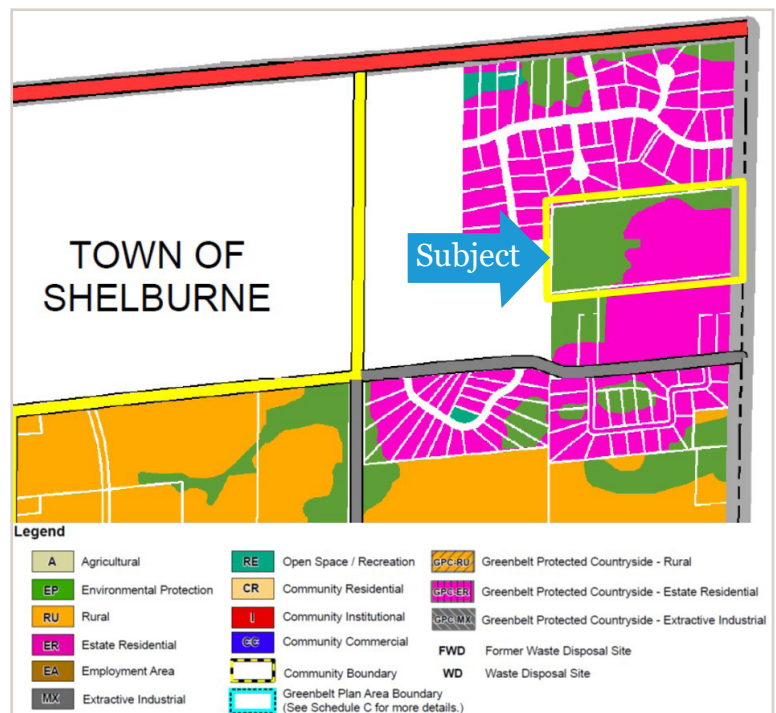 TOWN OF
SHELBURNE
Subject
Legend
A Agricultural
EP Environmental Protection
RU Rural
ER Estate Residential
EA Employment Area
MX Extractive Industrial
RE Open Space / Recreation
CR Community Residential
I Community Institutional
CC Community Commercial
Community Boundary
Greenbelt Plan Area Boundary
(See Schedule C for more details.)
GPC-RU Greenbelt Protected Countryside - Rural
GPC-ER Greenbelt Protected Countryside - Estate Residential
GPC-MX Greenbelt Protected Countryside - Extractive Industrial
FWD Former Waste Disposal Site
WD Waste Disposal Site